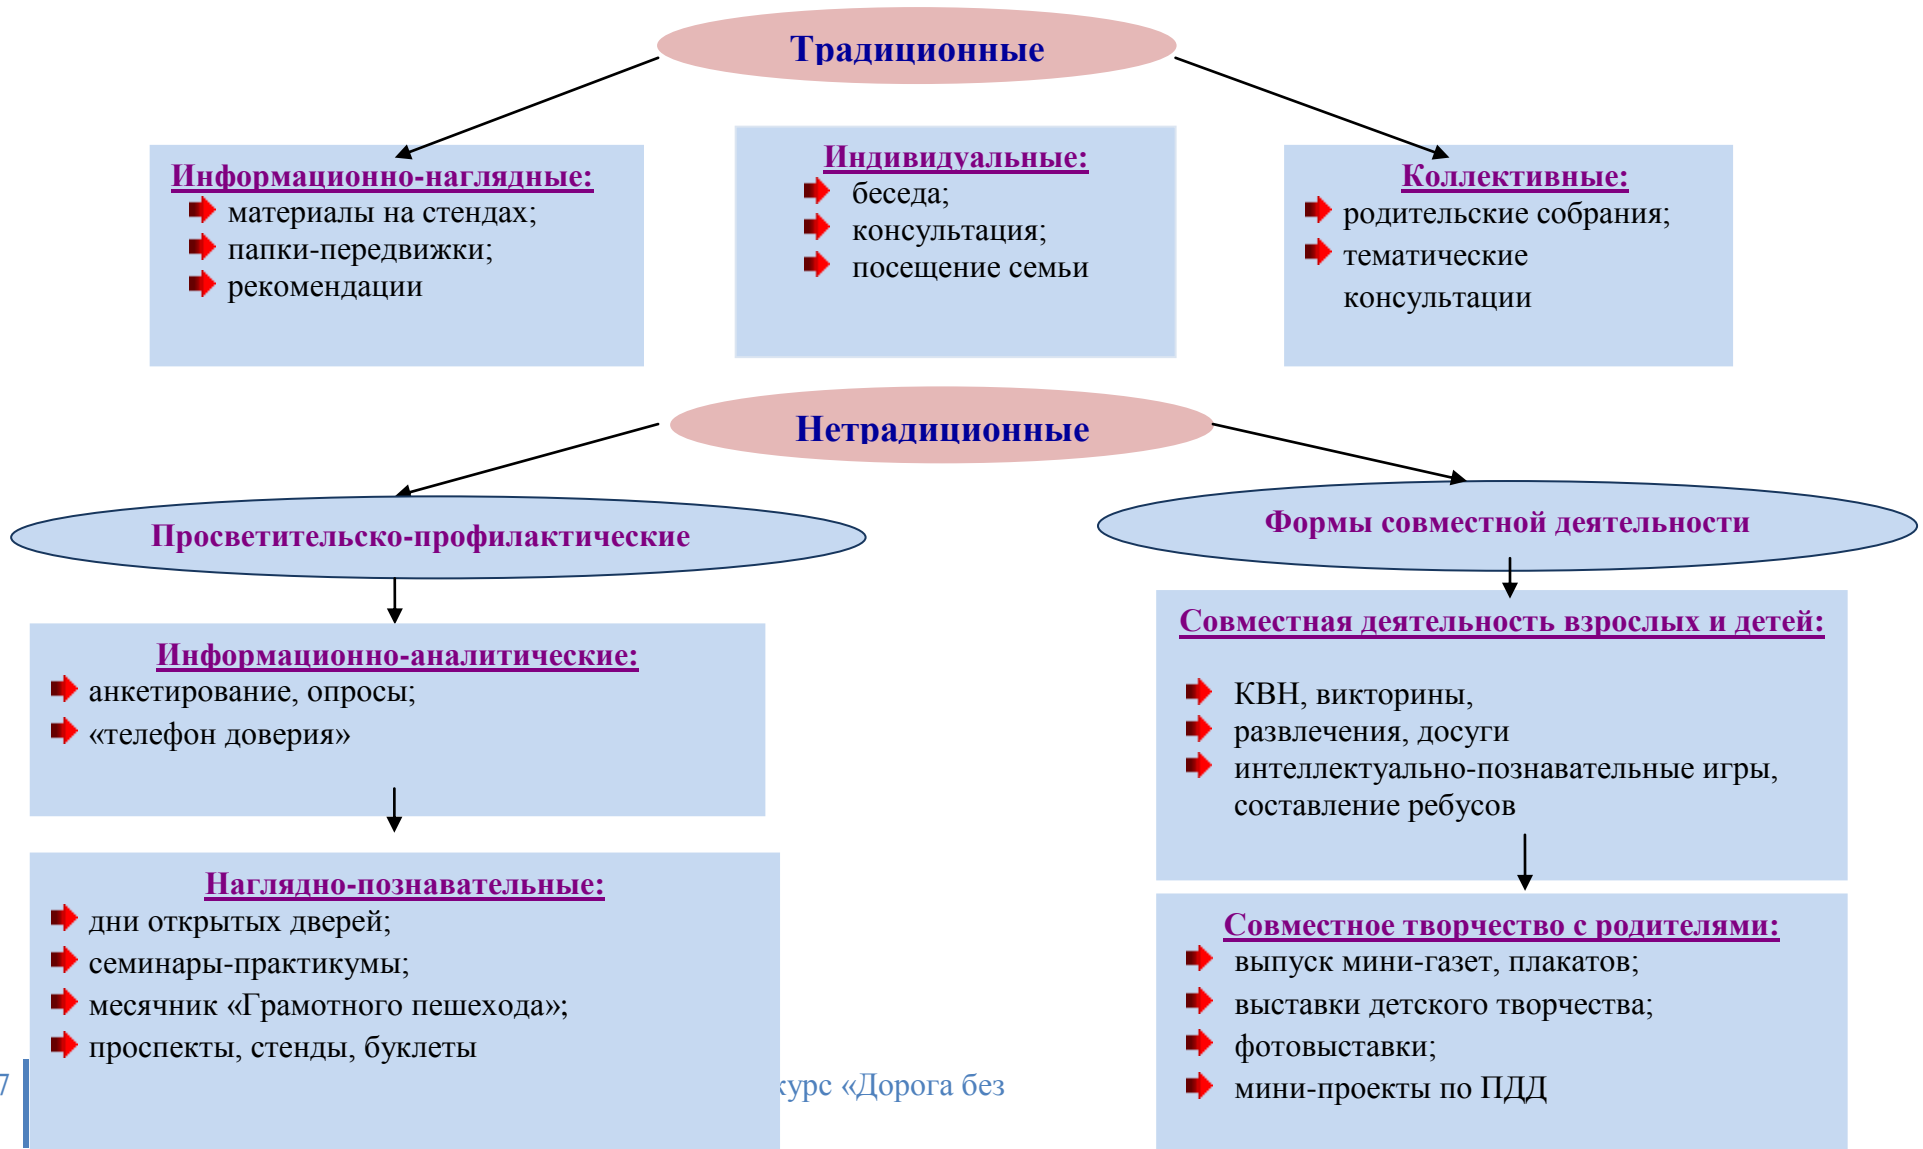 Традиционные
Информационно-наглядные:
материалы на стендах;
папки-передвижки;
рекомендации
Индивидуальные:
беседа;
консультация;
посещение семьи
Коллективные:
родительские собрания;
тематические
консультации
Нетрадиционные
Просветительско-профилактические
Формы совместной деятельности
Информационно-аналитические:
анкетирование, опросы;
«телефон доверия»
Наглядно-познавательные:
дни открытых дверей;
семинары-практикумы;
месячник «Грамотного пешехода»;
проспекты, стенды, буклеты
Совместная деятельность взрослых и детей:
КВН, викторины,
развлечения, досуги
интеллектуально-познавательные игры,
составление ребусов
Совместное творчество с родителями:
выпуск мини-газет, плакатов;
выставки детского творчества;
фотовыставки;
мини-проекты по ПДД
7 «Дорога без